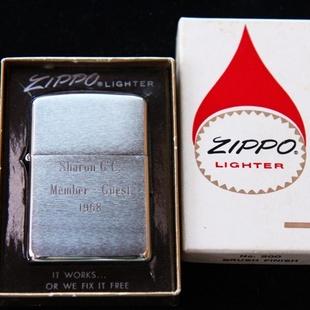 ZIPPO® LIGHTER
Sharon G C.
Member - Guest
1968
IT WORKS...
OR WE FIX IT FREE
ZIPPO®
LIGHTER
No. 200
BRUSH FINISH